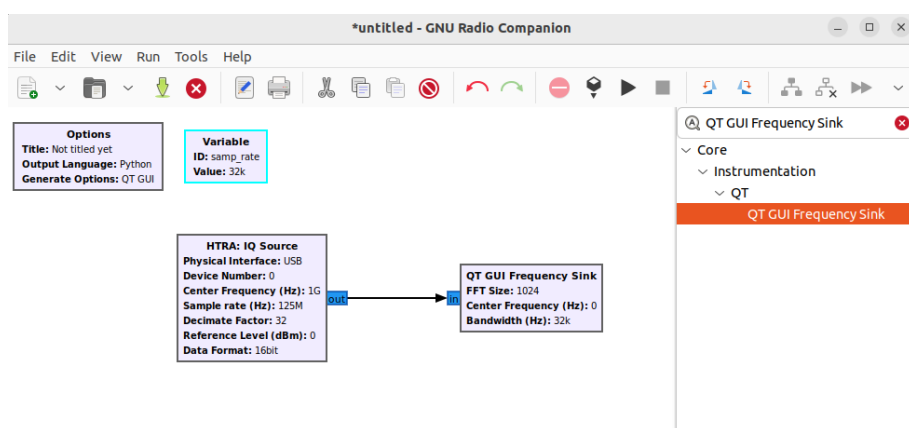 *untitled - GNU Radio Companion
File Edit View Run Tools Help
QT GUI Frequency Sink
Core
Instrumentation
QT
QT GUI Frequency Sink
Options
Title: Not titled yet
Output Language: Python
Generate Options: QT GUI
Variable
ID: samp_rate
Value: 32k
HTRA: IQ Source
Physical Interface: USB
Device Number: 0
Center Frequency (Hz): 1G
Sample rate (Hz): 125M
Decimate Factor: 32
Reference Level (dBm): 0
Data Format: 16bit
out
in
QT GUI Frequency Sink
FFT Size: 1024
Center Frequency (Hz): 0
Bandwidth (Hz): 32k